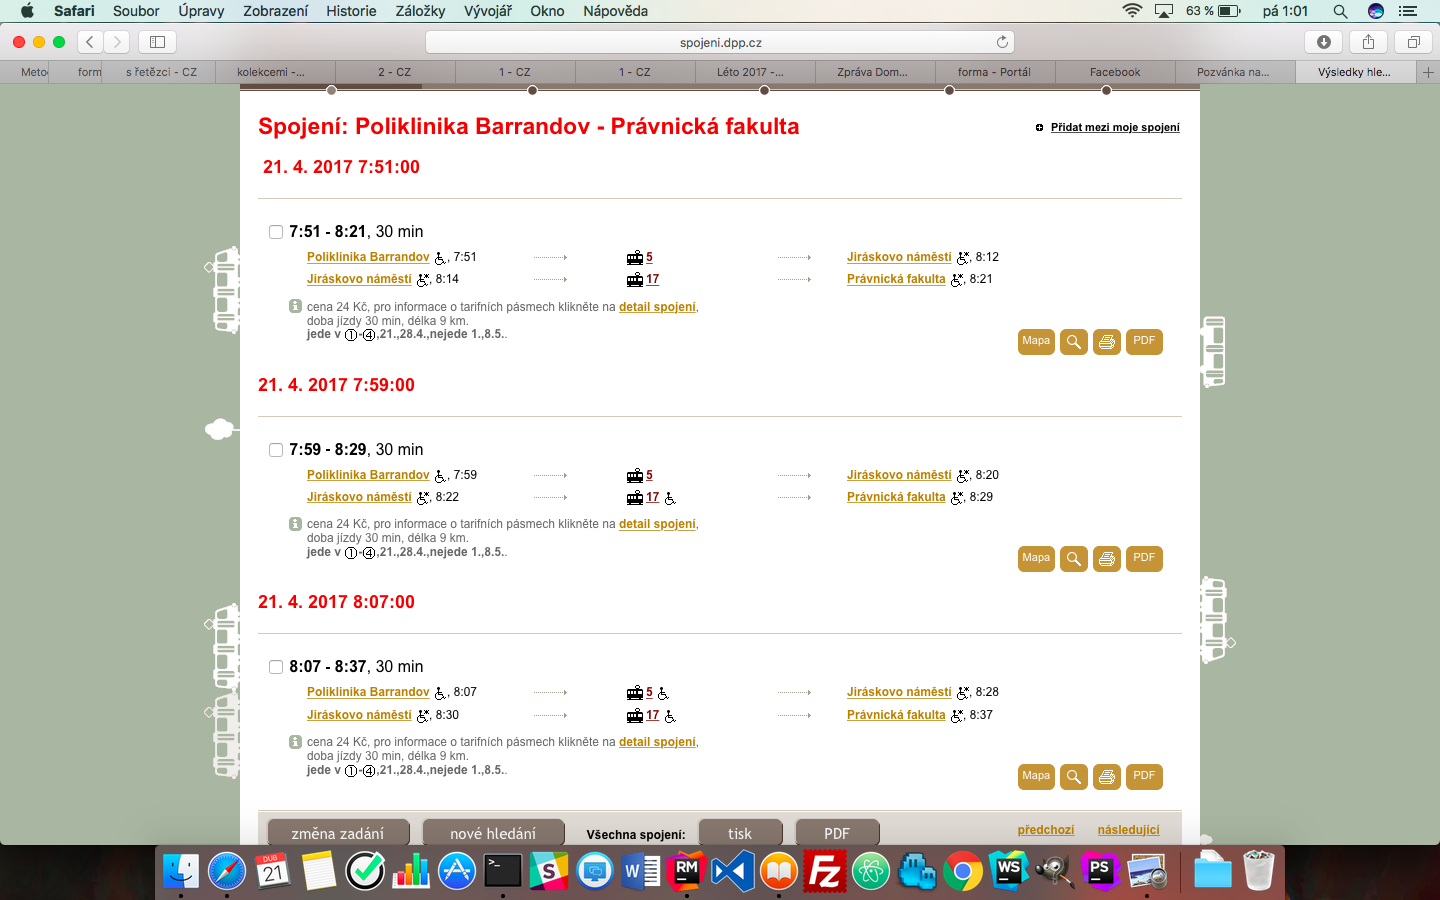 Safari Soubor Úpravy Zobrazení Historie Záložky Vývojář Okno Nápověda 63 % pá 1:01
spojeni.dpp.cz
Meto form s řetězci - CZ kolekcemi -... 2 - CZ 1 - CZ 1 - CZ Léto 2017 -... Zpráva Dom... forma - Portál Facebook Pozvánka na... Výsledky hle...
Spojení: Poliklinika Barrandov - Právnická fakulta
Přidat mezi moje spojení
21. 4. 2017 7:51:00
7:51 - 8:21, 30 min
Poliklinika Barrandov , 7:51 5 Jiráskovo náměstí , 8:12
Jiráskovo náměstí , 8:14 17 Právnická fakulta , 8:21
cena 24 Kč, pro informace o tarifních pásmech klikněte na detail spojení,
doba jízdy 30 min, délka 9 km.
jede v ①-④,21.,28.4.,nejede 1.,8.5..
Mapa PDF
21. 4. 2017 7:59:00
7:59 - 8:29, 30 min
Poliklinika Barrandov , 7:59 5 Jiráskovo náměstí , 8:20
Jiráskovo náměstí , 8:22 17 Právnická fakulta , 8:29
cena 24 Kč, pro informace o tarifních pásmech klikněte na detail spojení,
doba jízdy 30 min, délka 9 km.
jede v ①-④,21.,28.4.,nejede 1.,8.5..
Mapa PDF
21. 4. 2017 8:07:00
8:07 - 8:37, 30 min
Poliklinika Barrandov , 8:07 5 Jiráskovo náměstí , 8:28
Jiráskovo náměstí , 8:30 17 Právnická fakulta , 8:37
cena 24 Kč, pro informace o tarifních pásmech klikněte na detail spojení,
doba jízdy 30 min, délka 9 km.
jede v ①-④,21.,28.4.,nejede 1.,8.5..
Mapa PDF
změna zadání nové hledání Všechna spojení: tisk PDF předchozí následující
DUB
21
>_
S
W
RM
Fz
WS
PS